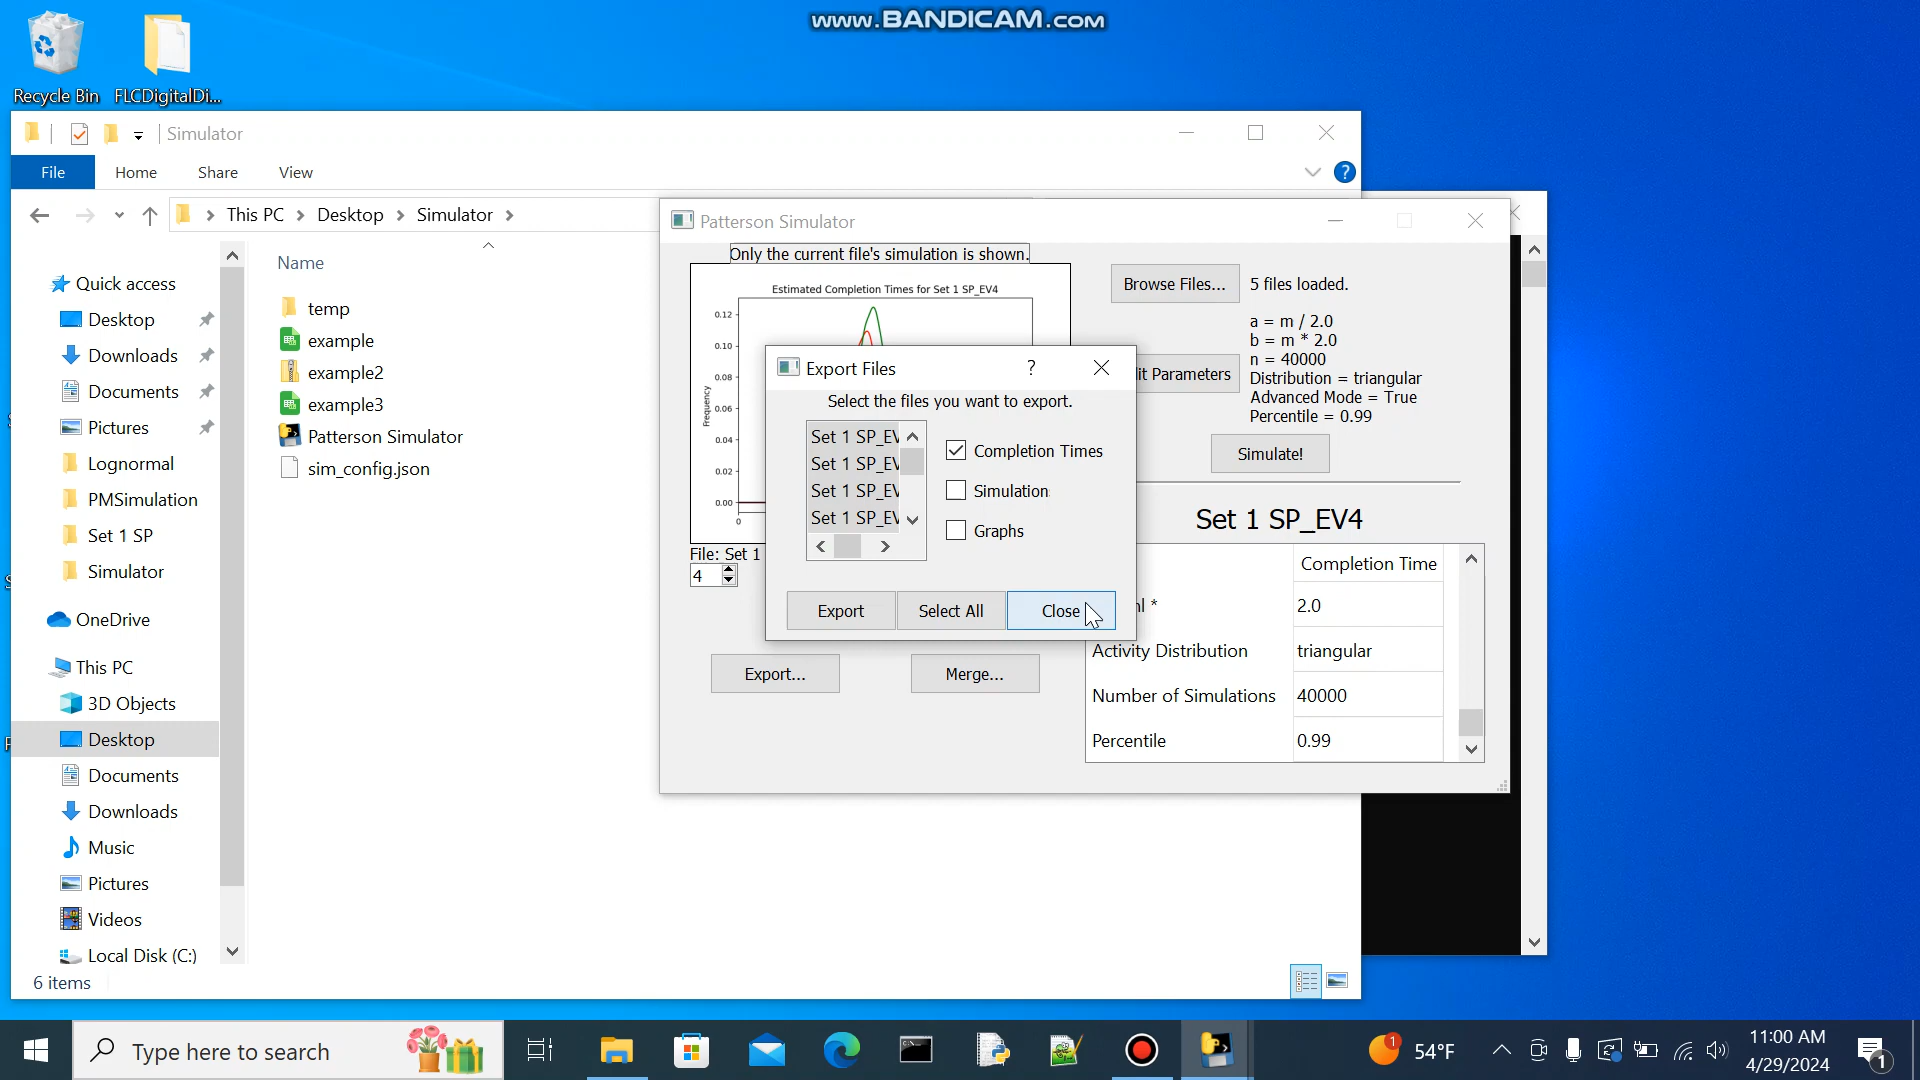 www.BANDICAM.com
Recycle Bin
FLCDigitalDi...
Simulator
File
Home
Share
View
This PC
Desktop
Simulator
Quick access
Desktop
Downloads
Documents
Pictures
Lognormal
PMSimulation
Set 1 SP
Simulator
OneDrive
This PC
3D Objects
Desktop
Documents
Downloads
Music
Pictures
Videos
Local Disk (C:)
6 items
Name
temp
example
example2
example3
Patterson Simulator
sim_config.json
Patterson Simulator
Only the current file's simulation is shown.
Estimated Completion Times for Set 1 SP_EV4
Frequency
0.12
0.10
0.08
0.06
0.04
0.02
0.00
0
File: Set 1
4
Export...
Merge...
Browse Files...
5 files loaded.
it Parameters
a = m / 2.0
b = m * 2.0
n = 40000
Distribution = triangular
Advanced Mode = True
Percentile = 0.99
Simulate!
Set 1 SP_EV4
Completion Time
l *
2.0
Activity Distribution
triangular
Number of Simulations
40000
Percentile
0.99
Export Files
?
Select the files you want to export.
Set 1 SP_EV
Set 1 SP_EV
Set 1 SP_EV
Set 1 SP_EV
Completion Times
Simulation
Graphs
Export
Select All
Close
Type here to search
1
54°F
11:00 AM
4/29/2024
1